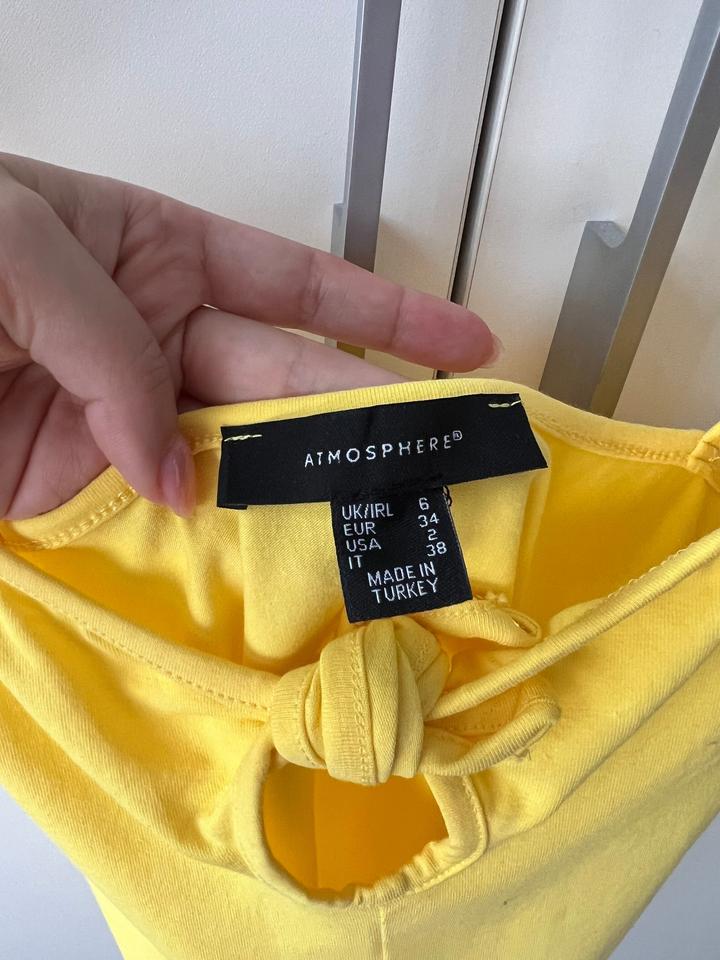 ATMOSPHERE®
UK/IRL 6
EUR 34
USA 2
IT 38
MADE IN
TURKEY